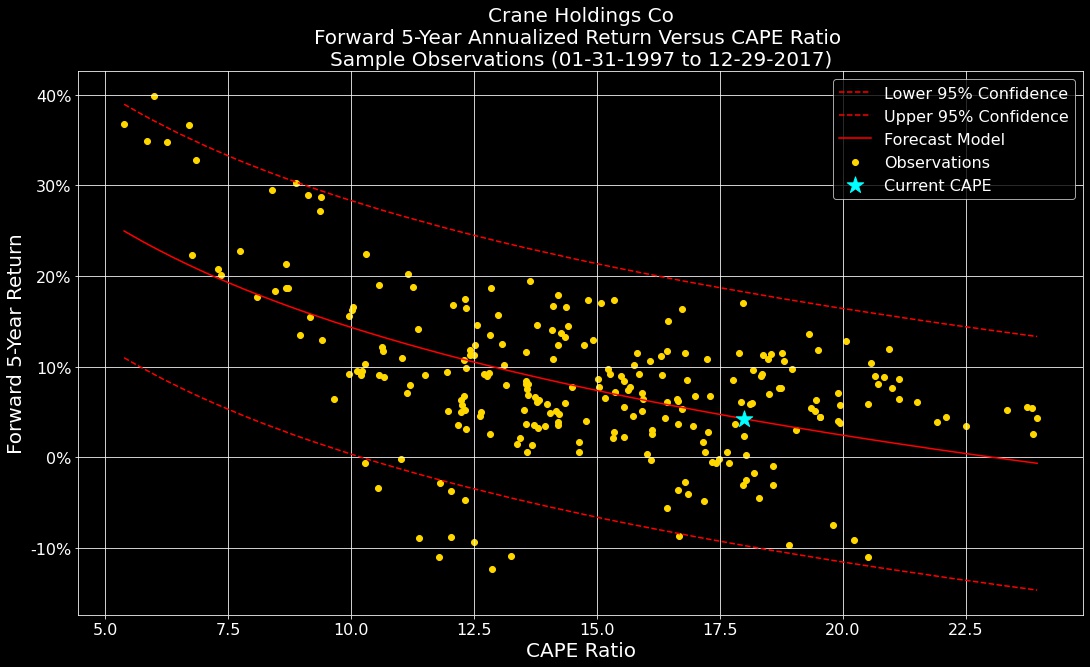 Crane Holdings Co
Forward 5-Year Annualized Return Versus CAPE Ratio
Sample Observations (01-31-1997 to 12-29-2017)
Lower 95% Confidence
Upper 95% Confidence
Forecast Model
Observations
Current CAPE
Forward 5-Year Return
40%
30%
20%
10%
0%
-10%
5.0 7.5 10.0 12.5 15.0 17.5 20.0 22.5
CAPE Ratio